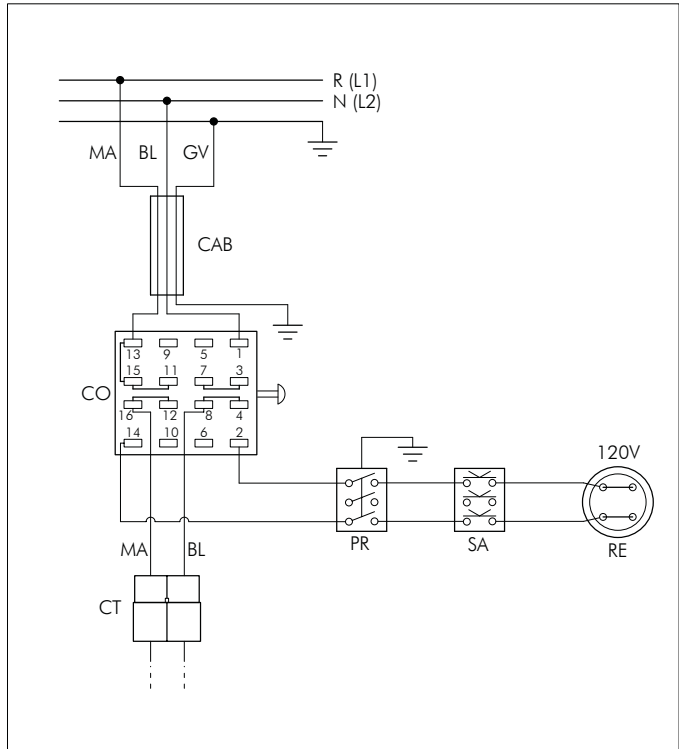 R (L1)
N (L2)
MA BL GV
CAB
13 9 5 1
15 11 7 3
CO
16 12 8 4
14 10 6 2
120V
PR SA RE
MA BL
CT